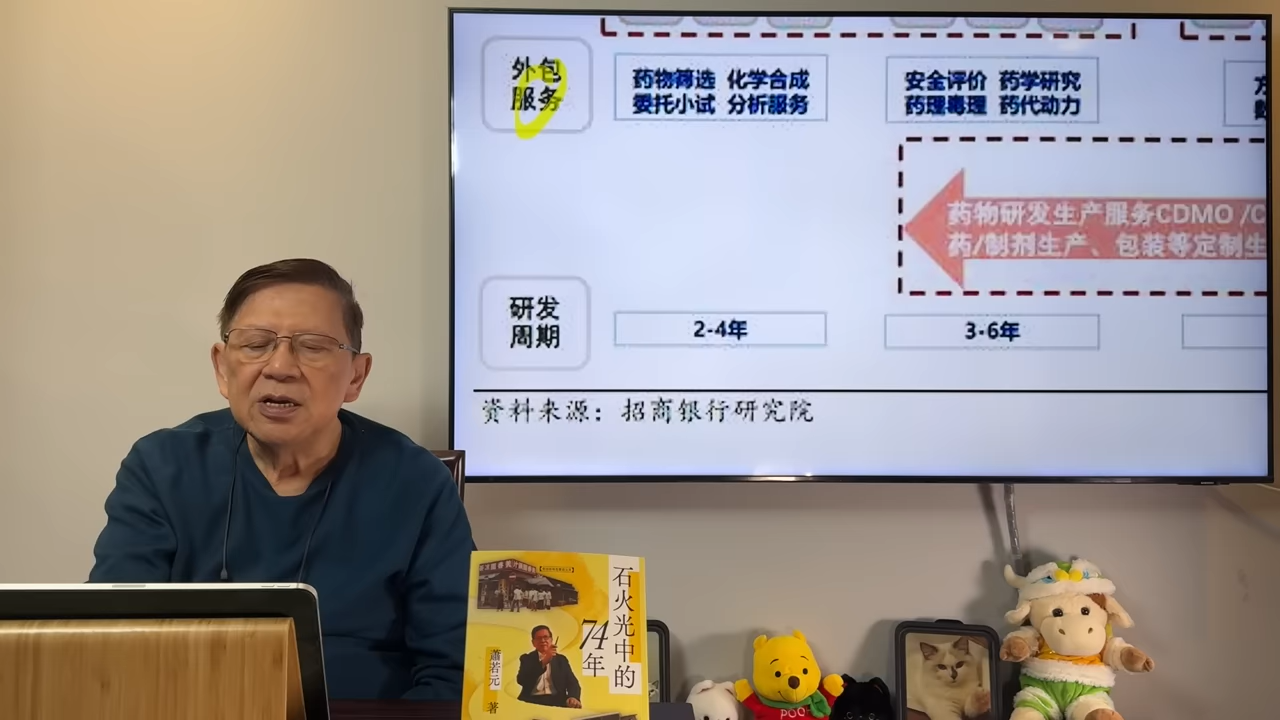 外包
服务
药物筛选 化学合成
委托小试 分析服务
安全评价 药学研究
药理毒理 药代动力
药物研发生产服务CDMO /C
药/制剂生产、包装等定制生
研发
周期
2-4年
3-6年
资料来源：招商银行研究院
石火光中的
74年
蕭若元 著
POO